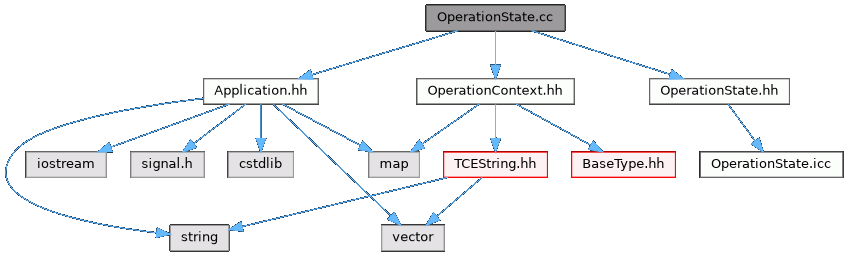 OperationState.cc
Application.hh
OperationContext.hh
OperationState.hh
iostream
signal.h
cstdlib
map
TCEString.hh
BaseType.hh
OperationState.icc
string
vector